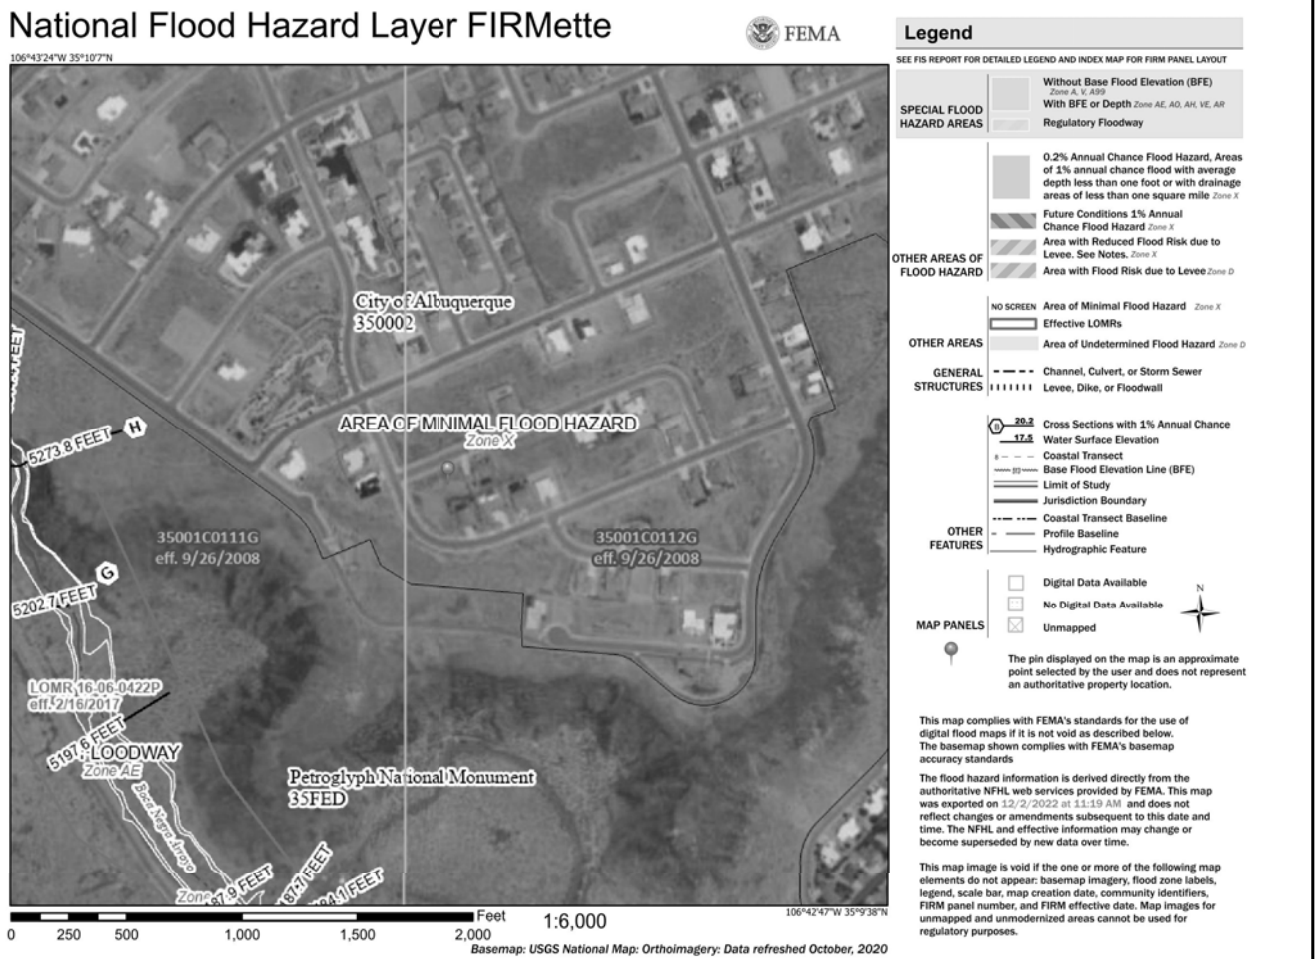 National Flood Hazard Layer FIRMette
FEMA
106°43'24"W 35°10'7"N
City of Albuquerque
350002
AREA OF MINIMAL FLOOD HAZARD
Zone X
5273.8 FEET
H
35001C0111G
eff. 9/26/2008
35001C0112G
eff. 9/26/2008
G
5202.7 FEET
LOMR 16-06-0422P
eff. 2/16/2017
5197.6 FEET
FLOODWAY
Zone AE
Boca Negra Arroyo
Petroglyph National Monument
35FED
Zone
87.9 FEET
87.7 FEET
94.1 FEET
106°42'47"W 35°9'38"N
Feet
1:6,000
0 250 500 1,000 1,500 2,000
Basemap: USGS National Map: Orthoimagery: Data refreshed October, 2020
Legend
SEE FIS REPORT FOR DETAILED LEGEND AND INDEX MAP FOR FIRM PANEL LAYOUT
SPECIAL FLOOD
HAZARD AREAS
Without Base Flood Elevation (BFE)
Zone A, V, A99
With BFE or Depth Zone AE, AO, AH, VE, AR
Regulatory Floodway
OTHER AREAS OF
FLOOD HAZARD
0.2% Annual Chance Flood Hazard, Areas
of 1% annual chance flood with average
depth less than one foot or with drainage
areas of less than one square mile Zone X
Future Conditions 1% Annual
Chance Flood Hazard Zone X
Area with Reduced Flood Risk due to
Levee. See Notes. Zone X
Area with Flood Risk due to Levee Zone D
OTHER AREAS
NO SCREEN Area of Minimal Flood Hazard Zone X
Effective LOMRs
Area of Undetermined Flood Hazard Zone D
GENERAL
STRUCTURES
Channel, Culvert, or Storm Sewer
Levee, Dike, or Floodwall
OTHER
FEATURES
B 20.2 Cross Sections with 1% Annual Chance
17.5 Water Surface Elevation
8 Coastal Transect
513 Base Flood Elevation Line (BFE)
Limit of Study
Jurisdiction Boundary
Coastal Transect Baseline
Profile Baseline
Hydrographic Feature
MAP PANELS
Digital Data Available
No Digital Data Available
Unmapped
N
The pin displayed on the map is an approximate
point selected by the user and does not represent
an authoritative property location.
This map complies with FEMA's standards for the use of
digital flood maps if it is not void as described below.
The basemap shown complies with FEMA's basemap
accuracy standards
The flood hazard information is derived directly from the
authoritative NFHL web services provided by FEMA. This map
was exported on 12/2/2022 at 11:19 AM and does not
reflect changes or amendments subsequent to this date and
time. The NFHL and effective information may change or
become superseded by new data over time.
This map image is void if the one or more of the following map
elements do not appear: basemap imagery, flood zone labels,
legend, scale bar, map creation date, community identifiers,
FIRM panel number, and FIRM effective date. Map images for
unmapped and unmodernized areas cannot be used for
regulatory purposes.